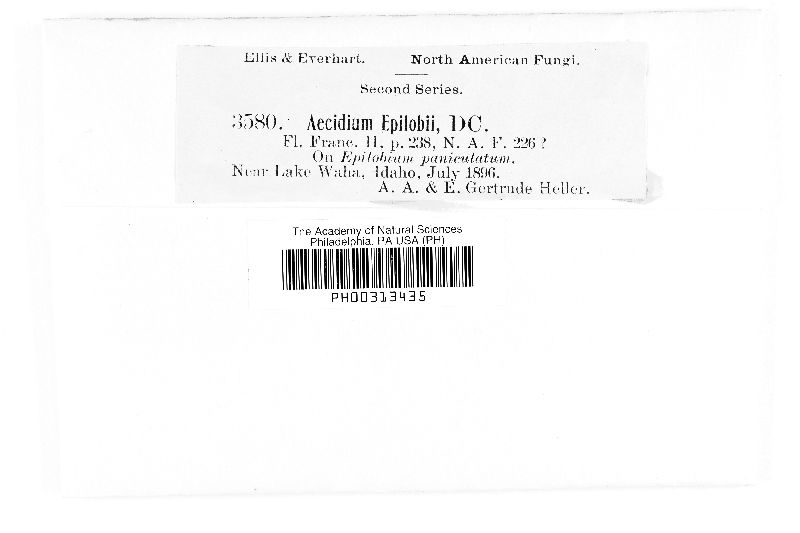 Ellis & Everhart. North American Fungi.
Second Series.
3580. Aecidium Epilobii, DC.
Fl. Franc. II, p. 238, N. A. F. 226 ?
On Epilobium paniculatum.
Near Lake Waha, Idaho, July 1896.
A. A. & E. Gertrude Heller.
The Academy of Natural Sciences
Philadelphia, PA USA (PH)
PH00313435